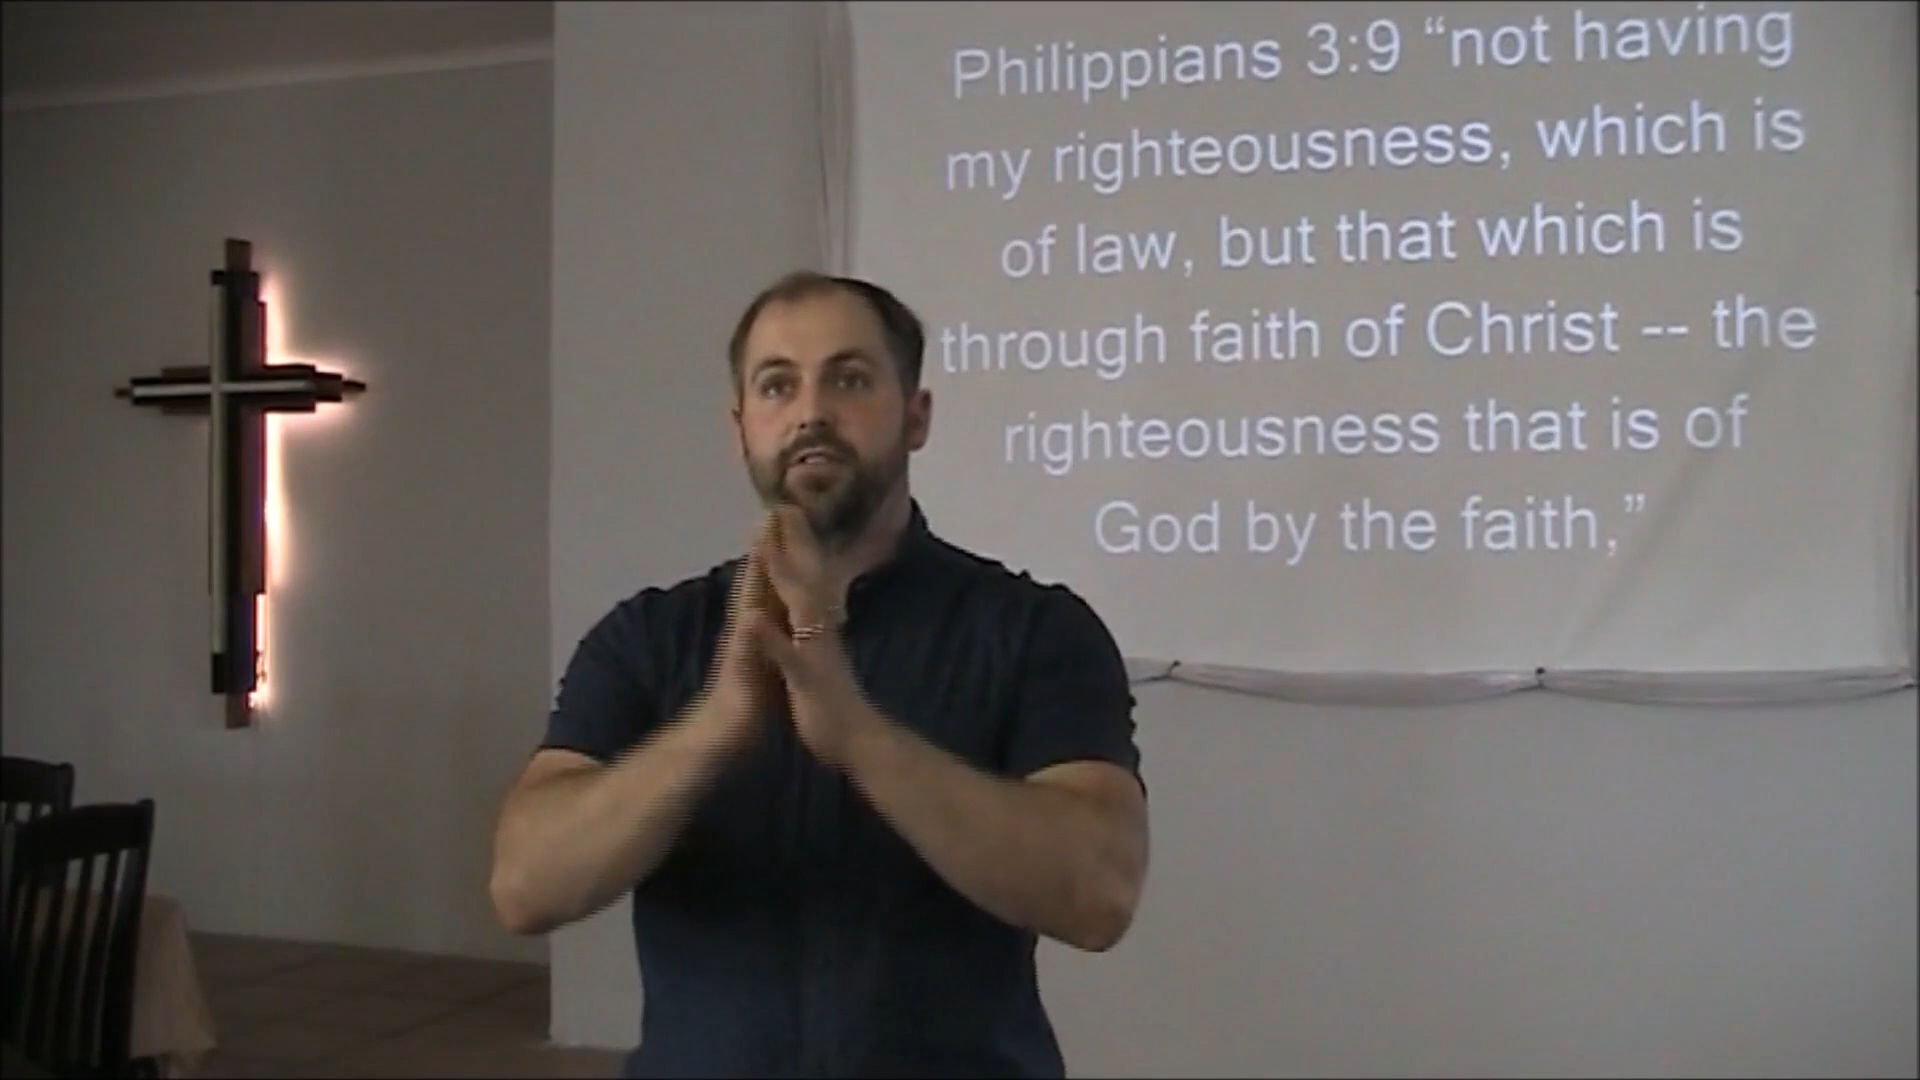 Philippians 3:9 “not having
my righteousness, which is
of law, but that which is
through faith of Christ -- the
righteousness that is of
God by the faith,”